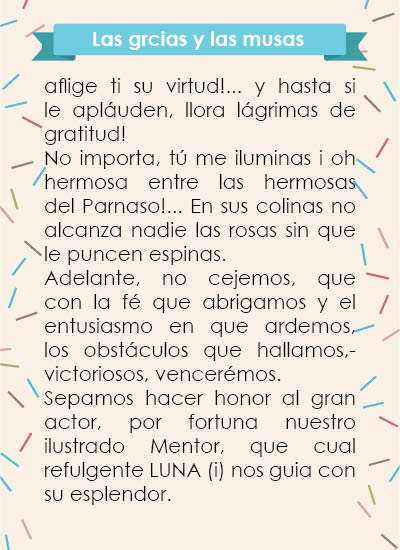 Las grcias y las musas
aflige ti su virtud!... y hasta si
le apláuden, llora lágrimas de
gratitud!
No importa, tú me iluminas i oh
hermosa entre las hermosas
del Parnaso!... En sus colinas no
alcanza nadie las rosas sin que
le puncen espinas.
Adelante, no cejemos, que
con la fé que abrigamos y el
entusiasmo en que ardemos,
los obstáculos que hallamos,-
victoriosos, vencerémos.
Sepamos hacer honor al gran
actor, por fortuna nuestro
ilustrado Mentor, que cual
refulgente LUNA (i) nos guia con
su esplendor.